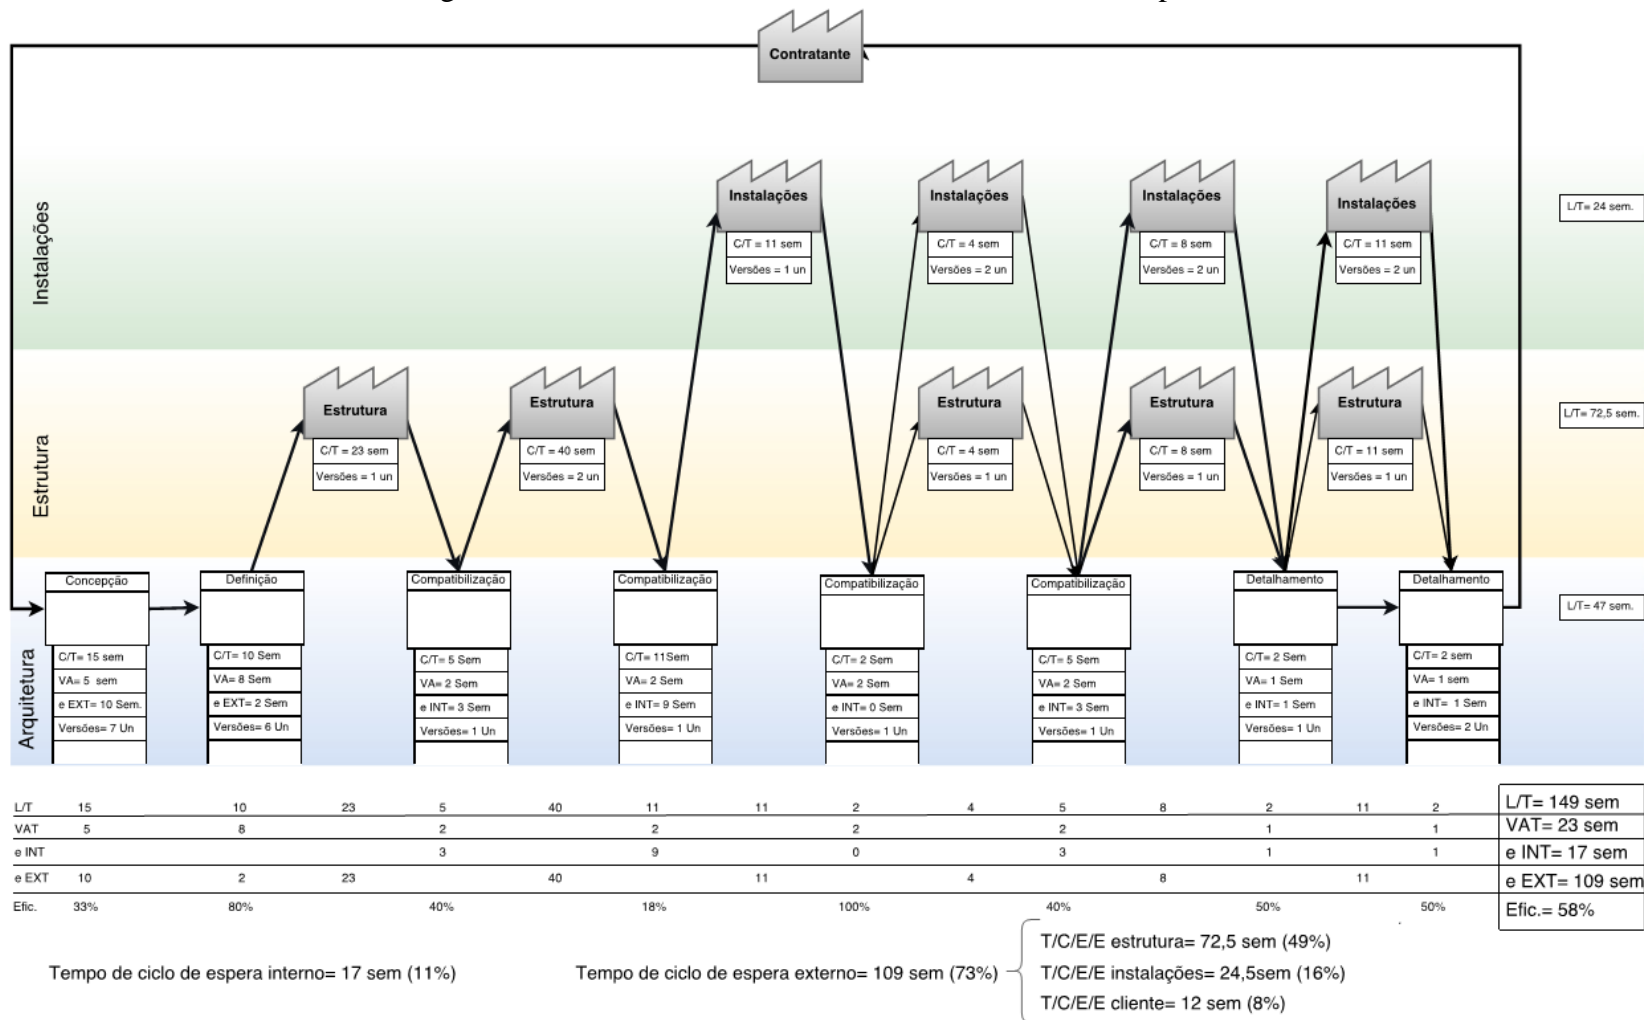 Contratante
Instalações
Instalações
C/T = 11 sem
Versões = 1 un
Instalações
C/T = 4 sem
Versões = 2 un
Instalações
C/T = 8 sem
Versões = 2 un
Instalações
C/T = 11 sem
Versões = 2 un
L/T= 24 sem.
Estrutura
Estrutura
C/T = 23 sem
Versões = 1 un
Estrutura
C/T = 40 sem
Versões = 2 un
Estrutura
C/T = 4 sem
Versões = 1 un
Estrutura
C/T = 8 sem
Versões = 1 un
Estrutura
C/T = 11 sem
Versões = 1 un
L/T= 72,5 sem.
Arquitetura
Concepção
C/T= 15 sem
VA= 5 sem
e EXT= 10 Sem.
Versões= 7 Un
Definição
C/T= 10 Sem
VA= 8 Sem
e EXT= 2 Sem
Versões= 6 Un
Compatibilização
C/T= 5 Sem
VA= 2 Sem
e INT= 3 Sem
Versões= 1 Un
Compatibilização
C/T= 11Sem
VA= 2 Sem
e INT= 9 Sem
Versões= 1 Un
Compatibilização
C/T= 2 Sem
VA= 2 Sem
e INT= 0 Sem
Versões= 1 Un
Compatibilização
C/T= 5 Sem
VA= 2 Sem
e INT= 3 Sem
Versões= 1 Un
Detalhamento
C/T= 2 Sem
VA= 1 Sem
e INT= 1 Sem
Versões= 1 Un
Detalhamento
C/T= 2 sem
VA= 1 sem
e INT= 1 Sem
Versões= 2 Un
L/T= 47 sem.
L/T 15 10 23 5 40 11 11 2 4 5 8 2 11 2 L/T= 149 sem
VAT 5 8 2 2 2 2 1 1 VAT= 23 sem
e INT 3 9 0 3 1 1 e INT= 17 sem
e EXT 10 2 23 40 11 4 8 11 e EXT= 109 sem
Efic. 33% 80% 40% 18% 100% 40% 50% 50% Efic.= 58%
Tempo de ciclo de espera interno= 17 sem (11%)
Tempo de ciclo de espera externo= 109 sem (73%)
T/C/E/E estrutura= 72,5 sem (49%)
T/C/E/E instalações= 24,5sem (16%)
T/C/E/E cliente= 12 sem (8%)